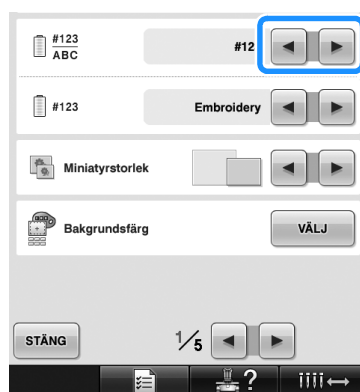 #123
ABC
#12
#123
Embroidery
Miniatyrstorlek
Bakgrundsfärg
VÄLJ
STÄNG
1/5
?